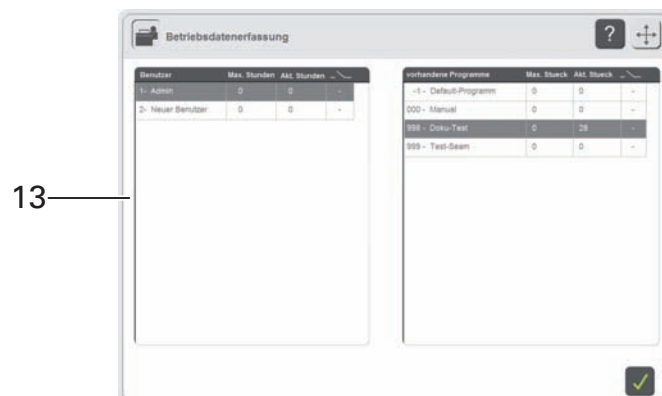 Betriebsdatenerfassung
?
Benutzer Max. Stunden Akt. Stunden
1- Admin 0 0 -
2- Neuer Benutzer 0 0 -
vorhandene Programme Max. Stueck Akt. Stueck
-1 - Default-Programm 0 0 -
000 - Manual 0 0 -
998 - Doku-Test 0 28 -
999 - Test-Seam 0 0 -
13